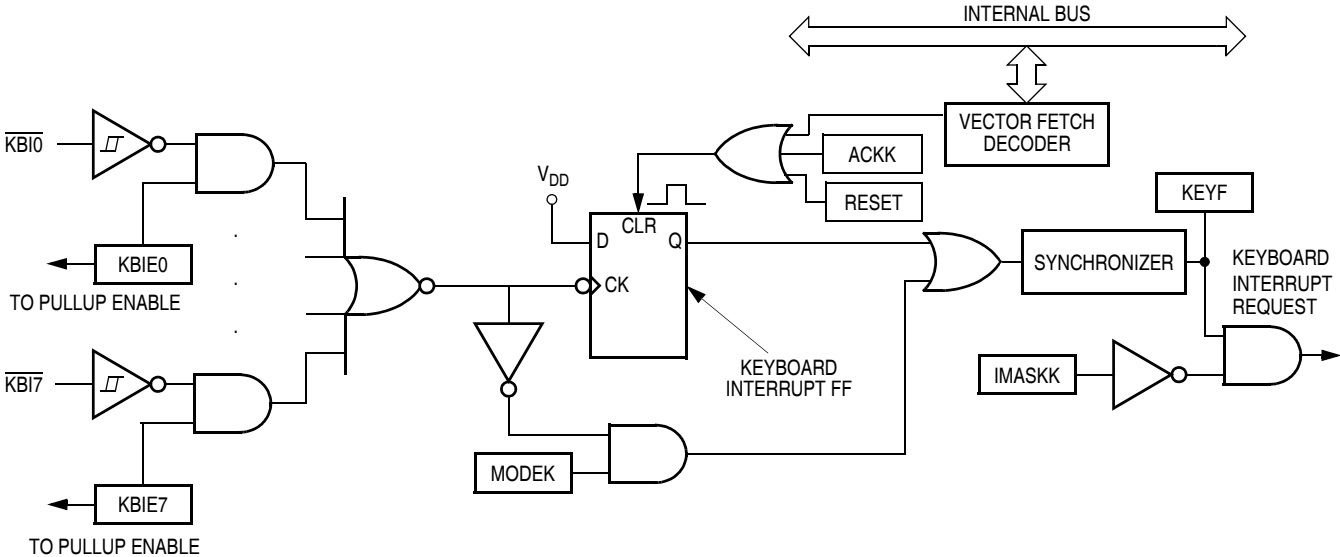 INTERNAL BUS
VECTOR FETCH
DECODER
KBI0
ACKK
VDD
RESET
KEYF
CLR
D
Q
KBIE0
TO PULLUP ENABLE
CK
SYNCHRONIZER
KEYBOARD
INTERRUPT
REQUEST
KBI7
KEYBOARD
INTERRUPT FF
IMASKK
MODEK
KBIE7
TO PULLUP ENABLE